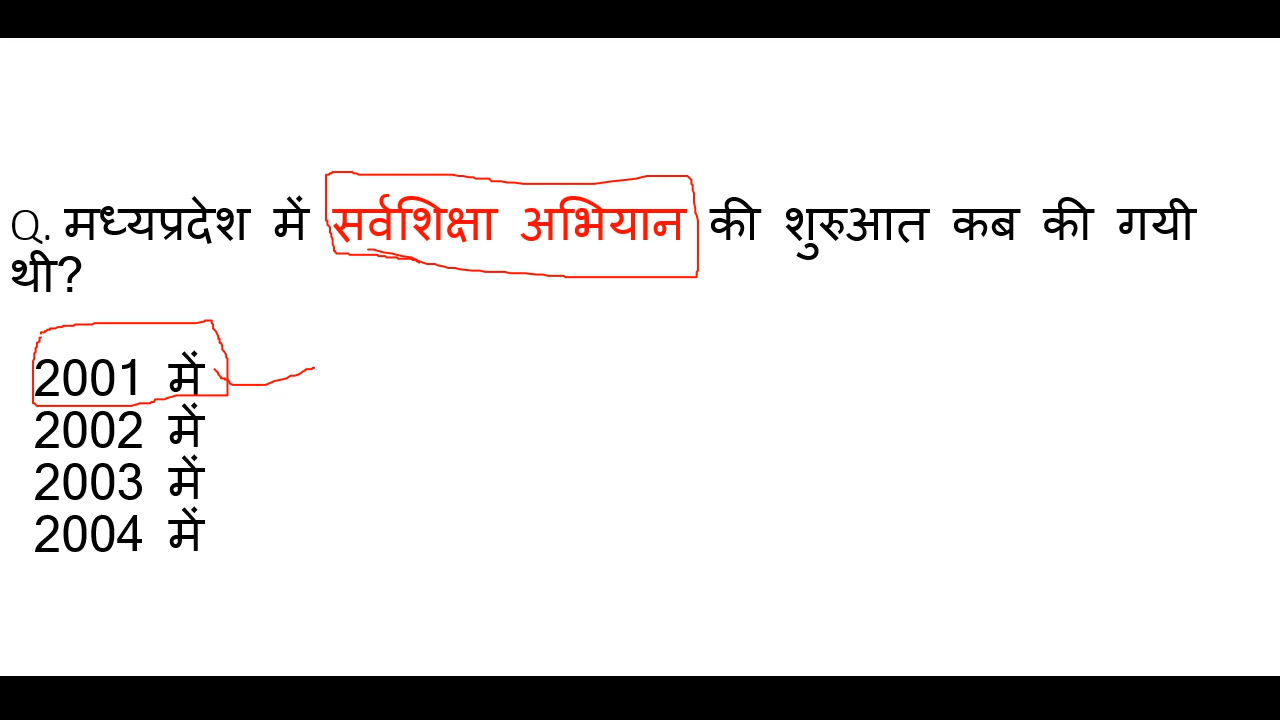 Q. मध्यप्रदेश में सर्वशिक्षा अभियान की शुरुआत कब की गयी
थी?
2001 में
2002 में
2003 में
2004 में